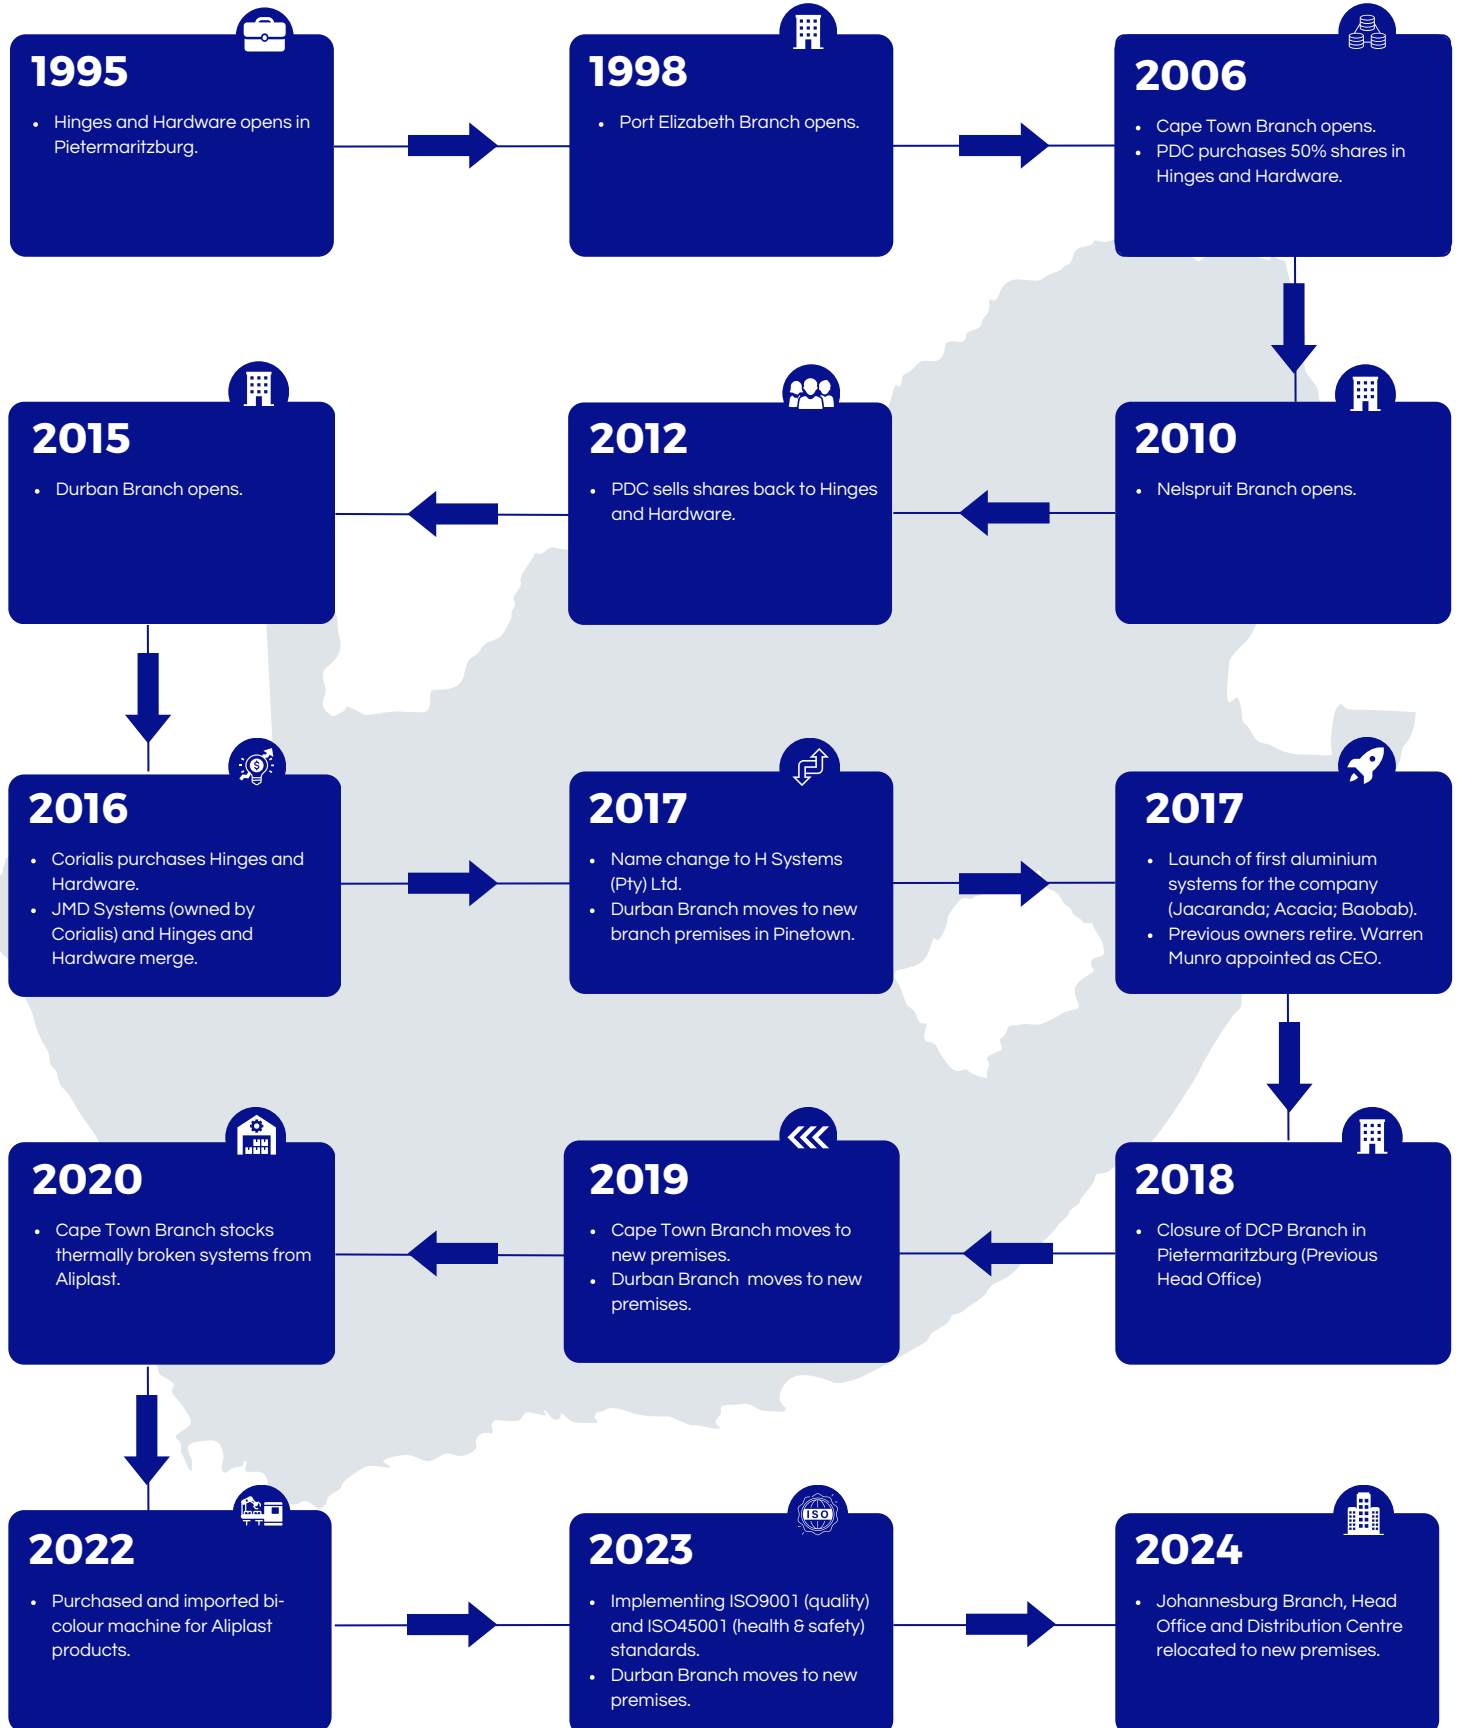 1995
• Hinges and Hardware opens in
Pietermaritzburg.
1998
• Port Elizabeth Branch opens.
2006
• Cape Town Branch opens.
• PDC purchases 50% shares in
Hinges and Hardware.
2010
• Nelspruit Branch opens.
2012
• PDC sells shares back to Hinges
and Hardware.
2015
• Durban Branch opens.
2016
• Corialis purchases Hinges and
Hardware.
• JMD Systems (owned by
Corialis) and Hinges and
Hardware merge.
2017
• Name change to H Systems
(Pty) Ltd.
• Durban Branch moves to new
branch premises in Pinetown.
2017
• Launch of first aluminium
systems for the company
(Jacaranda; Acacia; Baobab).
• Previous owners retire. Warren
Munro appointed as CEO.
2018
• Closure of DCP Branch in
Pietermaritzburg (Previous
Head Office)
2019
• Cape Town Branch moves to
new premises.
• Durban Branch moves to new
premises.
2020
• Cape Town Branch stocks
thermally broken systems from
Aliplast.
2022
• Purchased and imported bi-
colour machine for Aliplast
products.
ISO
2023
• Implementing ISO9001 (quality)
and ISO45001 (health & safety)
standards.
• Durban Branch moves to new
premises.
2024
• Johannesburg Branch, Head
Office and Distribution Centre
relocated to new premises.